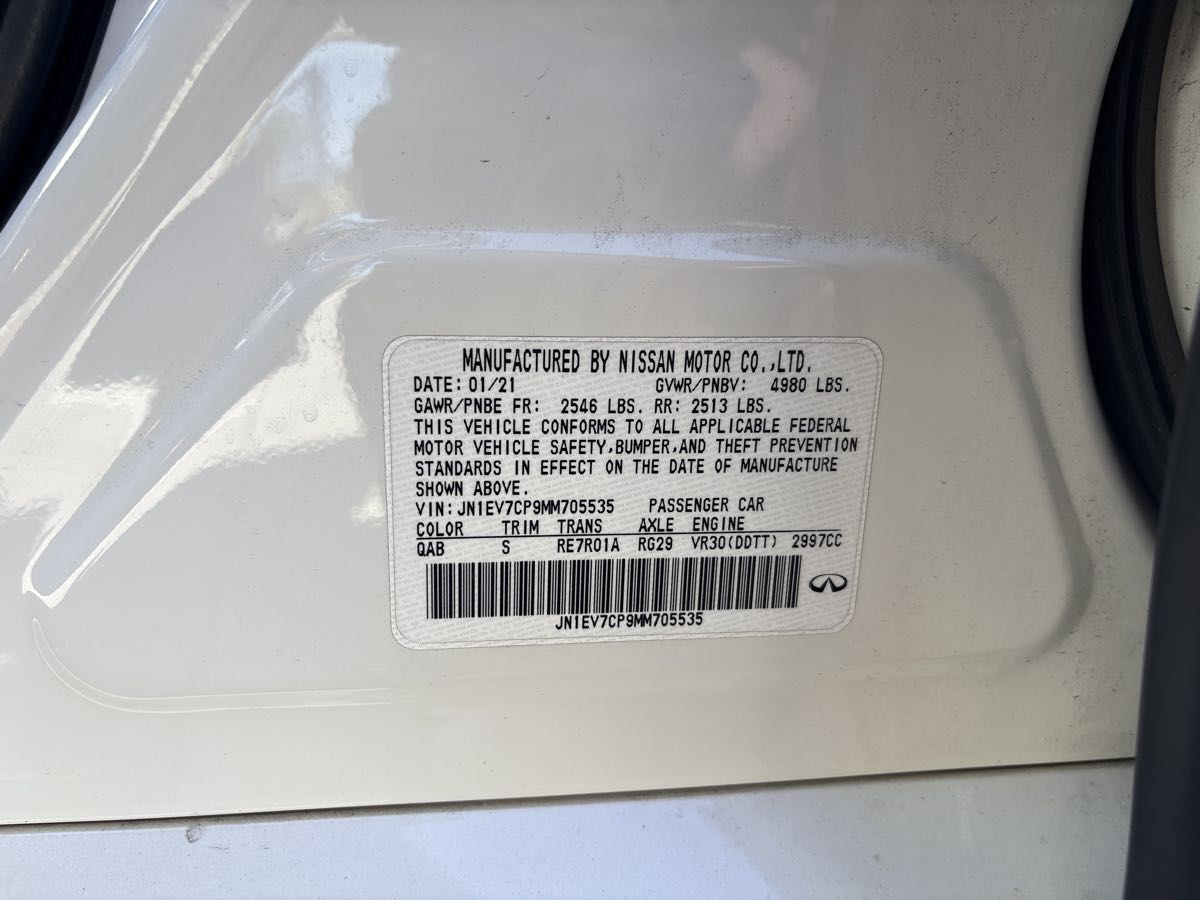 MANUFACTURED BY NISSAN MOTOR CO.,LTD.
DATE: 01/21 GVWR/PNBV: 4980 LBS.
GAWR/PNBE FR: 2546 LBS. RR: 2513 LBS.
THIS VEHICLE CONFORMS TO ALL APPLICABLE FEDERAL
MOTOR VEHICLE SAFETY,BUMPER,AND THEFT PREVENTION
STANDARDS IN EFFECT ON THE DATE OF MANUFACTURE
SHOWN ABOVE.
VIN: JN1EV7CP9MM705535 PASSENGER CAR
COLOR TRIM TRANS AXLE ENGINE
QAB S RE7R01A RG29 VR30(DDTT) 2997CC
JN1EV7CP9MM705535